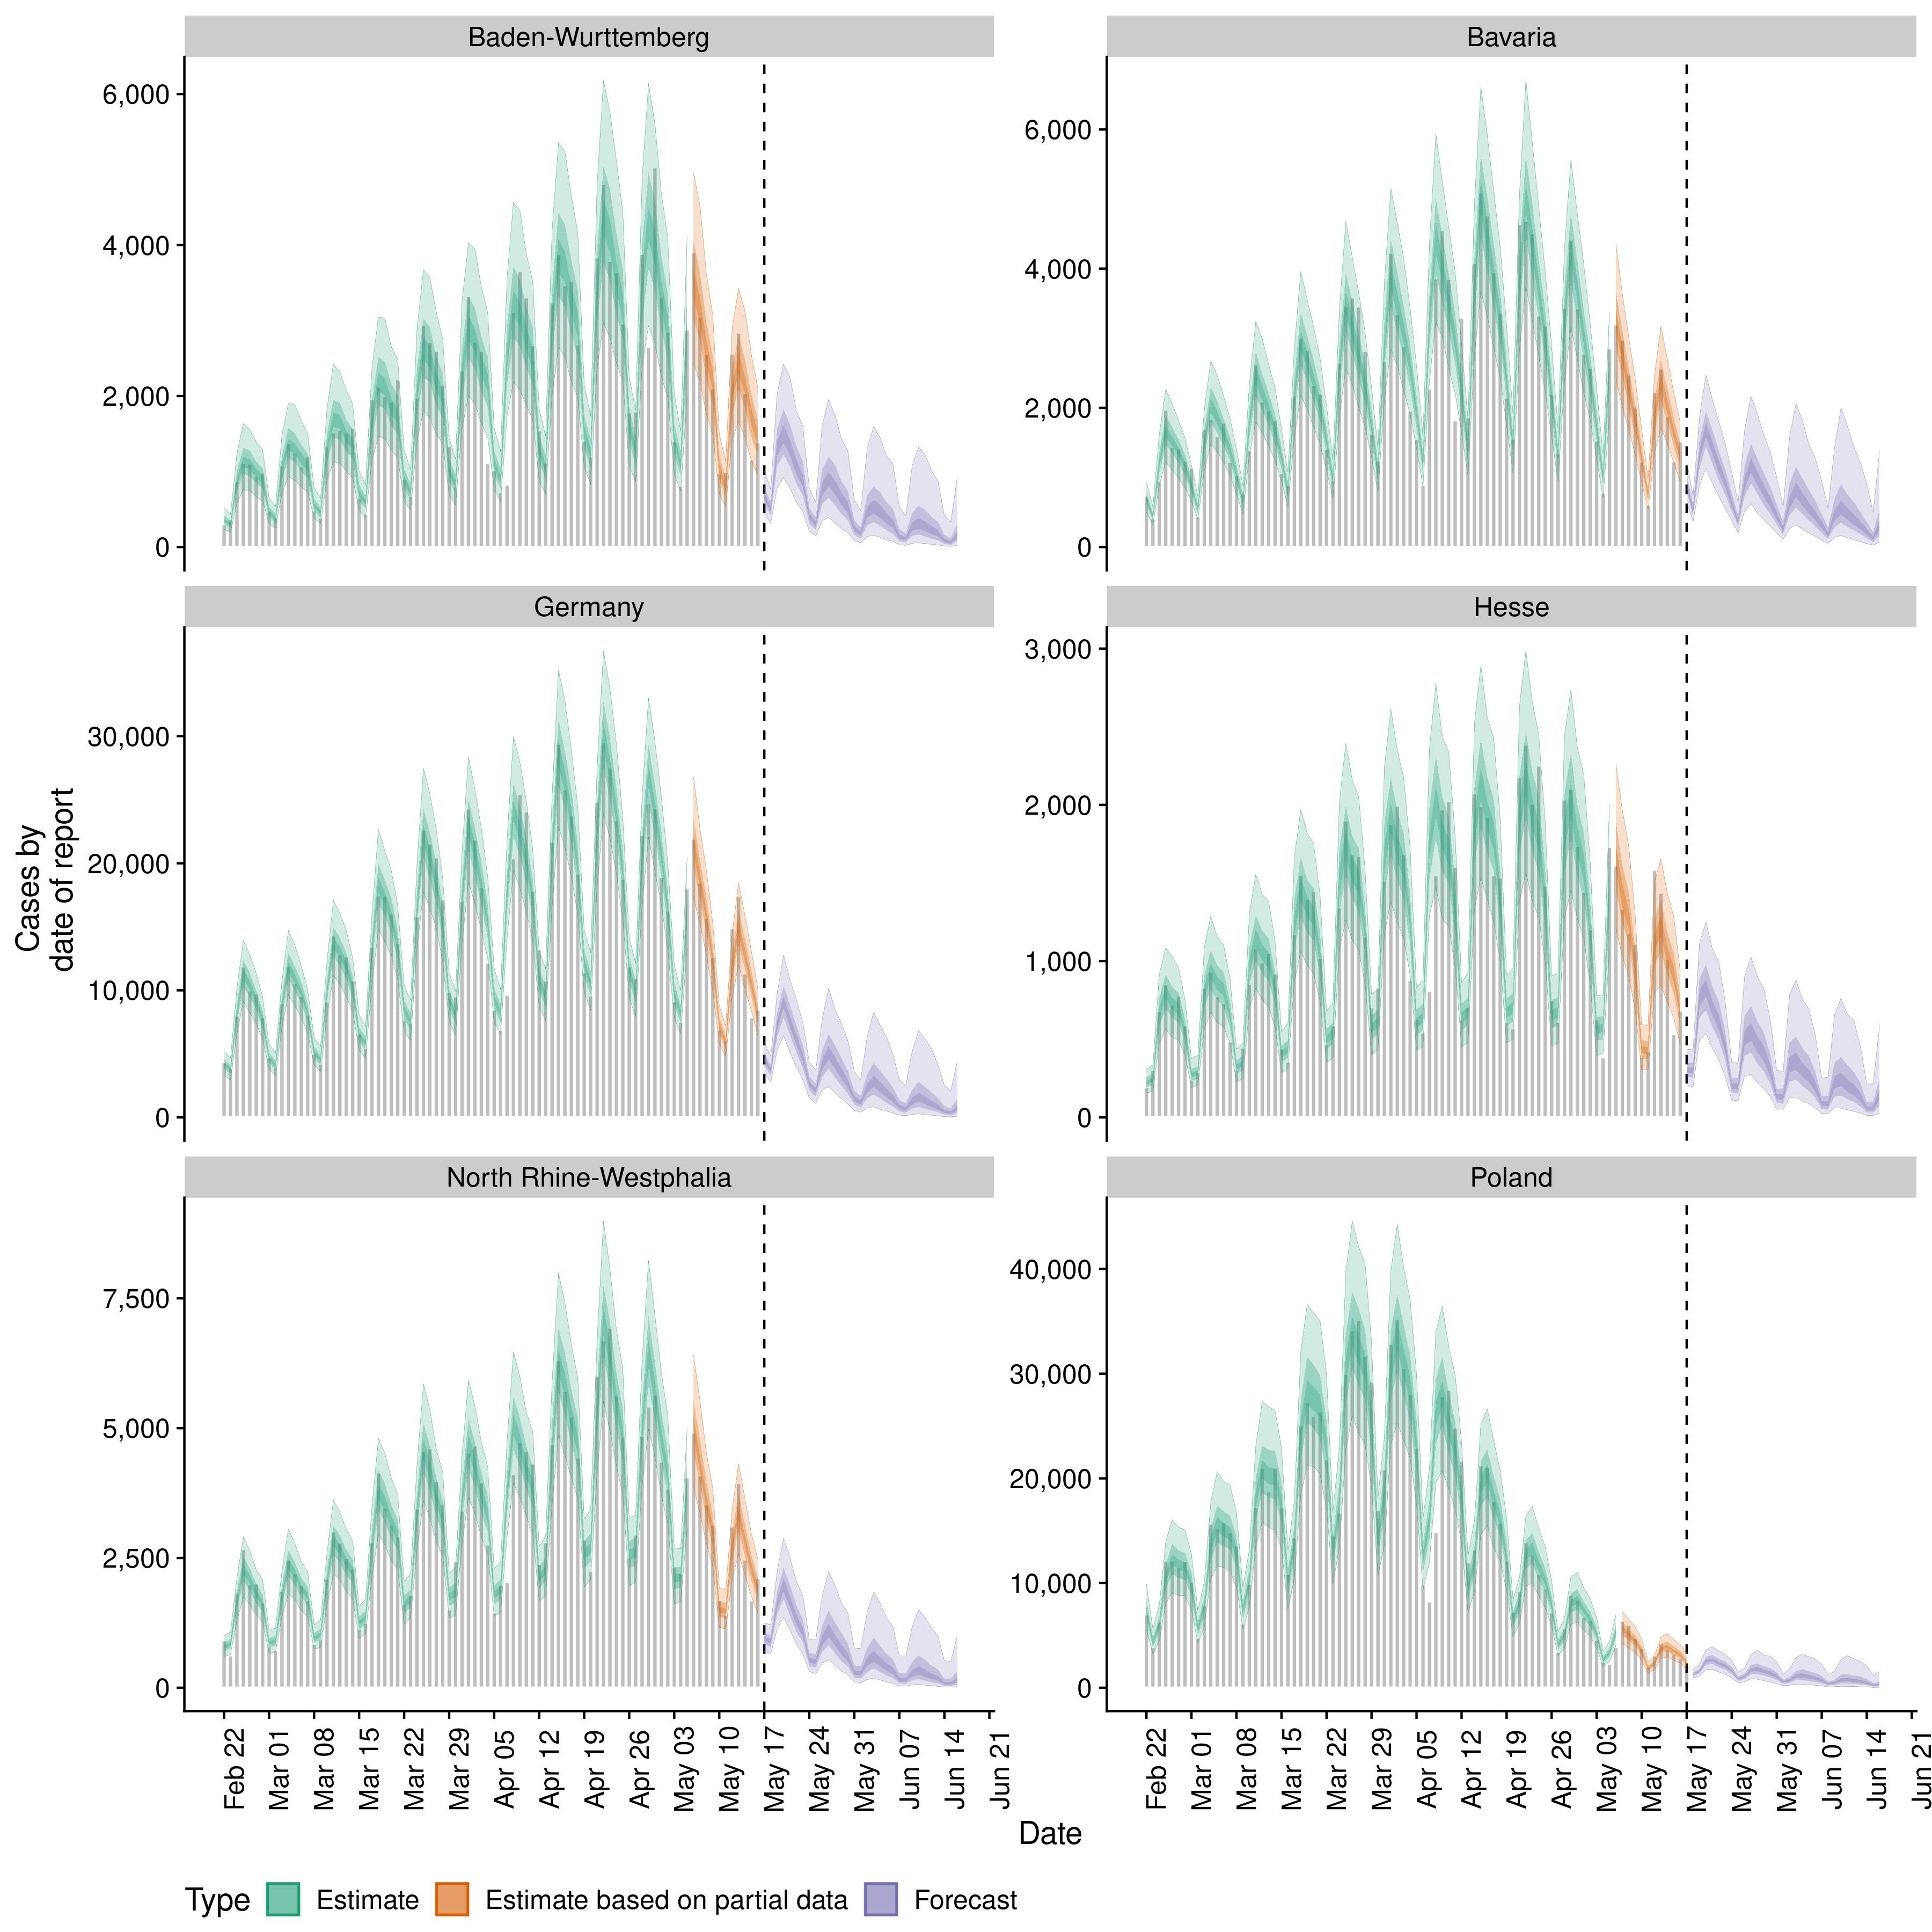 Baden-Wurttemberg
Bavaria
6,000
4,000
2,000
0
6,000
4,000
2,000
0
Germany
Hesse
30,000
20,000
10,000
0
3,000
2,000
1,000
0
Cases by
date of report
North Rhine-Westphalia
Poland
7,500
5,000
2,500
0
40,000
30,000
20,000
10,000
0
Feb 22
Mar 01
Mar 08
Mar 15
Mar 22
Mar 29
Apr 05
Apr 12
Apr 19
Apr 26
May 03
May 10
May 17
May 24
May 31
Jun 07
Jun 14
Jun 21
Feb 22
Mar 01
Mar 08
Mar 15
Mar 22
Mar 29
Apr 05
Apr 12
Apr 19
Apr 26
May 03
May 10
May 17
May 24
May 31
Jun 07
Jun 14
Jun 21
Date
Type Estimate Estimate based on partial data Forecast